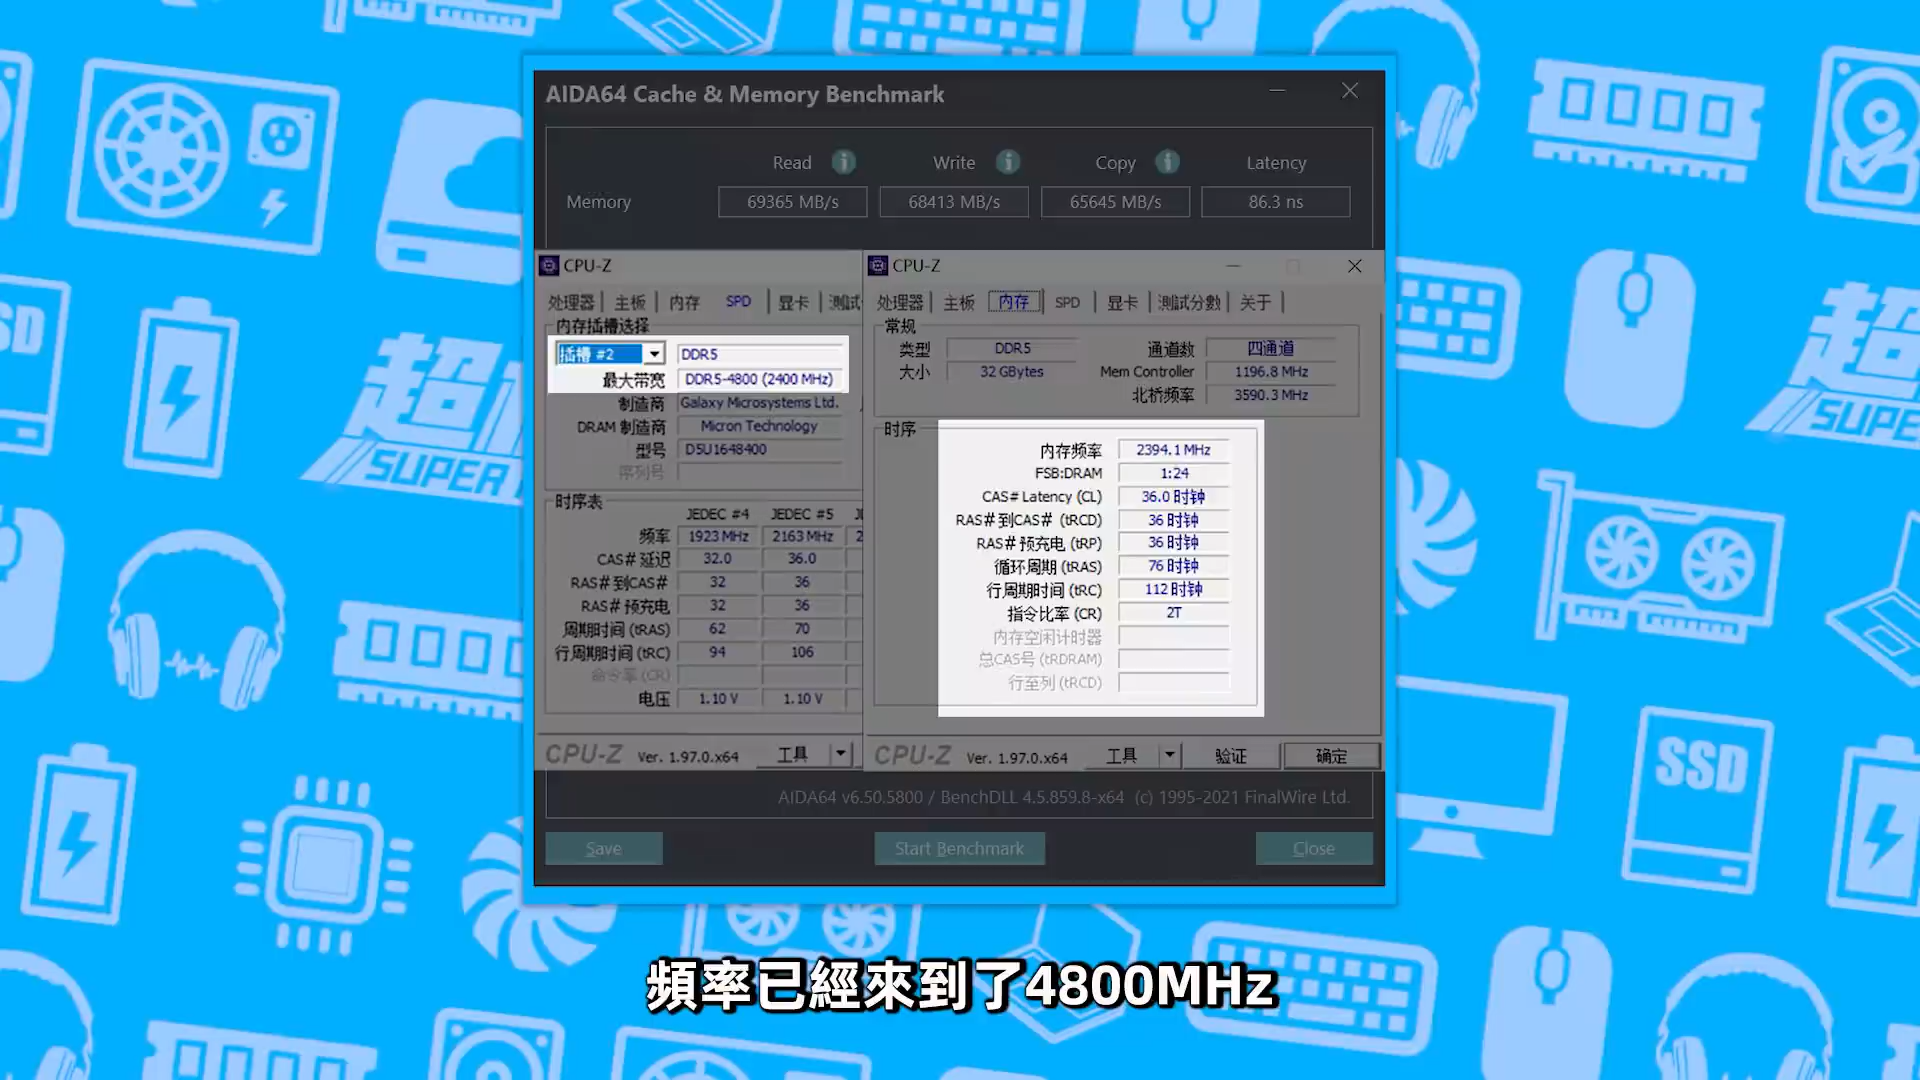 AIDA64 Cache & Memory Benchmark
Read Write Copy Latency
Memory 69365 MB/s 68413 MB/s 65645 MB/s 86.3 ns
CPU-Z
处理器 主板 内存 SPD 显卡 测试
内存插槽选择
插槽 #2 DDR5
最大带宽 DDR5-4800 (2400 MHz)
制造商 Galaxy Microsystems Ltd.
DRAM 制造商 Micron Technology
型号 D5U1648400
序列号
时序表
JEDEC #4 JEDEC #5
频率 1923 MHz 2163 MHz
CAS# 延迟 32.0 36.0
RAS# 到CAS# 32 36
RAS# 预充电 32 36
周期时间 (tRAS) 62 70
行周期时间 (tRC) 94 106
命令率 (CR)
电压 1.10 V 1.10 V
CPU-Z Ver. 1.97.0.x64 工具
CPU-Z
处理器 主板 内存 SPD 显卡 测試分數 关于
常规
类型 DDR5 通道数 四通道
大小 32 GBytes Mem Controller 1196.8 MHz
北桥频率 3590.3 MHz
时序
内存频率 2394.1 MHz
FSB:DRAM 1:24
CAS# Latency (CL) 36.0 时钟
RAS# 到CAS# (tRCD) 36 时钟
RAS# 预充电 (tRP) 36 时钟
循环周期 (tRAS) 76 时钟
行周期时间 (tRC) 112 时钟
指令比率 (CR) 2T
内存空闲计时器
总CAS号 (tRDRAM)
行至列 (tRCD)
CPU-Z Ver. 1.97.0.x64 工具 验证 确定
AIDA64 v6.50.5800 / BenchDLL 4.5.859.8-x64 (c) 1995-2021 FinalWire Ltd.
Save Start Benchmark Close
超
SUPER
超
SUPER
SSD
頻率已經來到了4800MHz